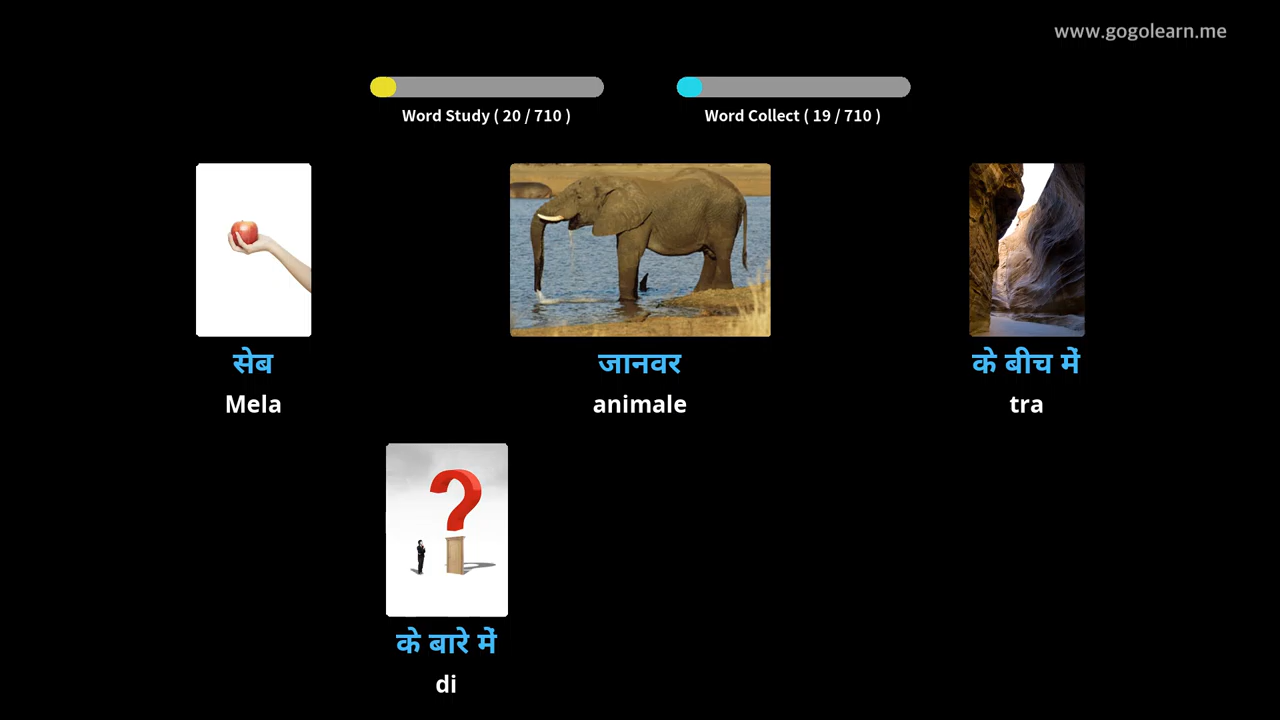 www.gogolearn.me
Word Study ( 20 / 710 )
Word Collect ( 19 / 710 )
सेब
Mela
जानवर
animale
के बीच में
tra
के बारे में
di